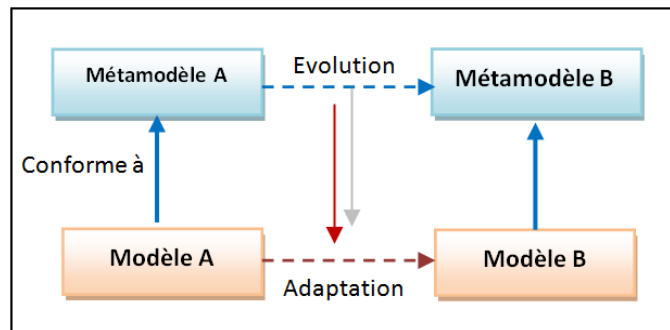 Métamodèle A
Evolution
Métamodèle B
Conforme à
Modèle A
Modèle B
Adaptation